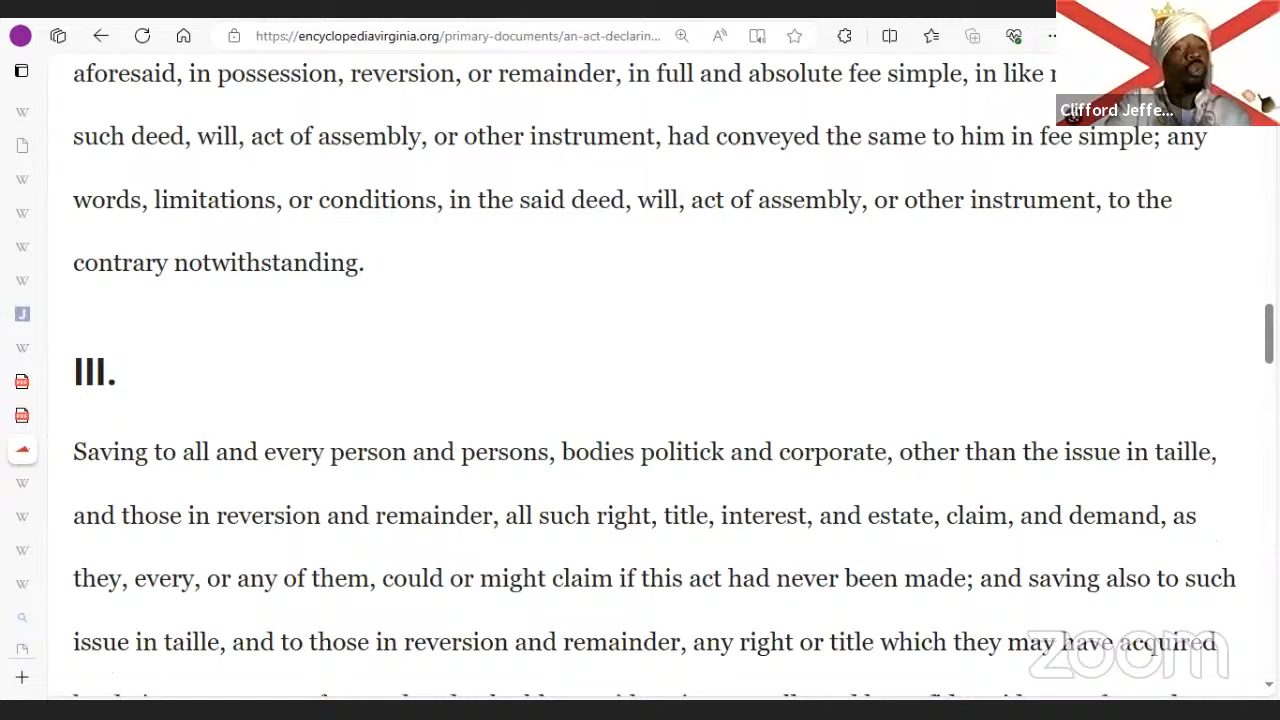 https://encyclopediavirginia.org/primary-documents/an-act-declarin...
Clifford Jeffe...
aforesaid, in possession, reversion, or remainder, in full and absolute fee simple, in like
such deed, will, act of assembly, or other instrument, had conveyed the same to him in fee simple; any
words, limitations, or conditions, in the said deed, will, act of assembly, or other instrument, to the
contrary notwithstanding.
III.
Saving to all and every person and persons, bodies politick and corporate, other than the issue in taille,
and those in reversion and remainder, all such right, title, interest, and estate, claim, and demand, as
they, every, or any of them, could or might claim if this act had never been made; and saving also to such
issue in taille, and to those in reversion and remainder, any right or title which they may have acquired
zoom